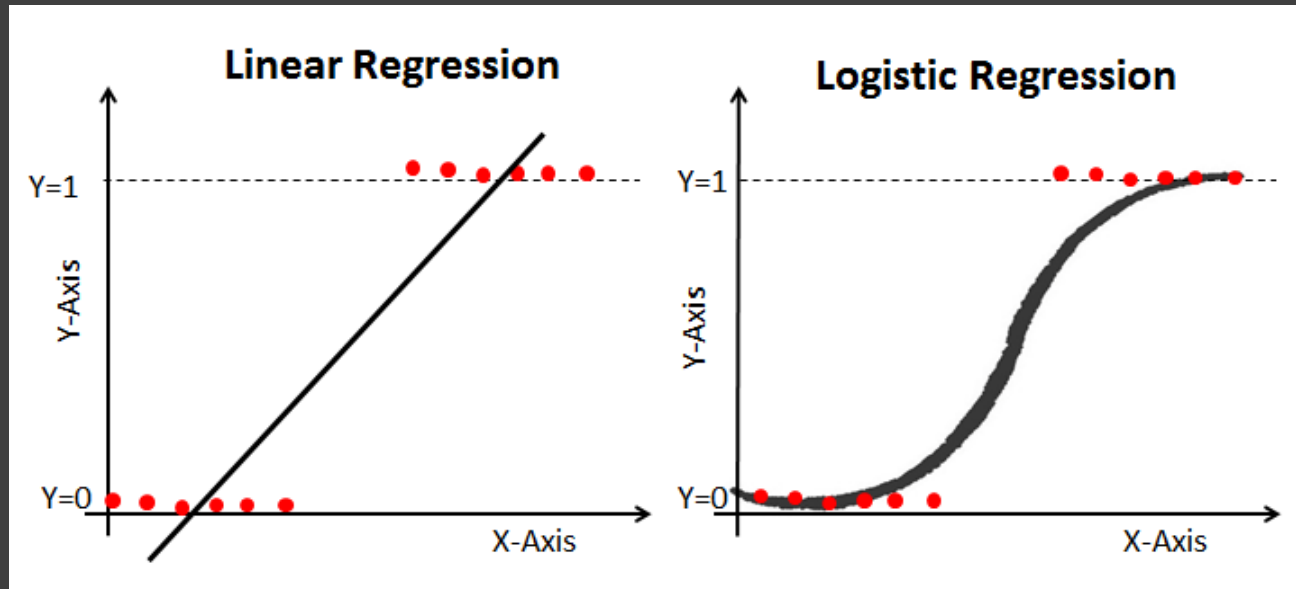 Linear Regression
Y=1
Y-Axis
Y=0
X-Axis
Logistic Regression
Y=1
Y-Axis
Y=0
X-Axis